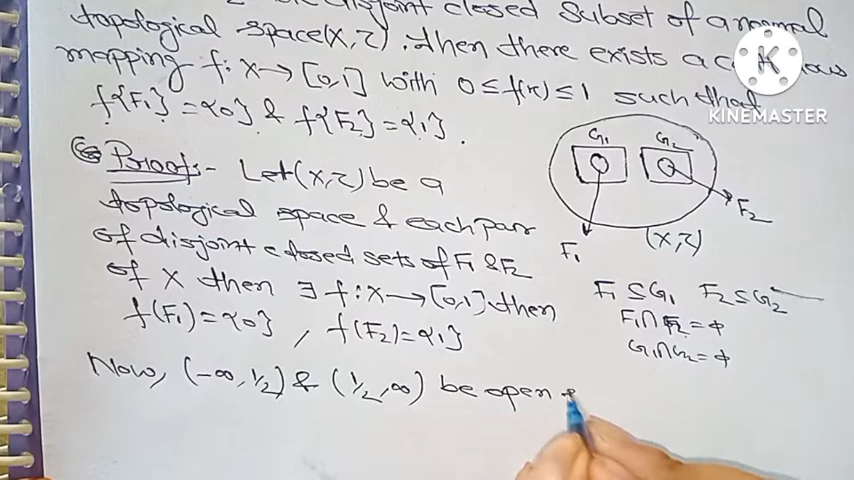 disjoint closed subset of a normal
topological space (X,τ). then there exists a
mapping f: X → [0,1] with 0 ≤ f(x) ≤ 1 such that
f{F₁} = {0} & f{F₂} = {1}.
KINEMASTER
Proof:- Let (X,τ) be a
topological space & each pair
of disjoint closed sets of F₁ & F₂
of X then ∃ f: X → [0,1] then
f(F₁) = {0}, f(F₂) = {1}
Now, (-∞, 1/2) & (1/2, ∞) be open
G₁ G₂
F₁
F₂
(X,τ)
F₁ ⊆ G₁ F₂ ⊆ G₂
F₁ ∩ F₂ = φ
G₁ ∩ G₂ = φ